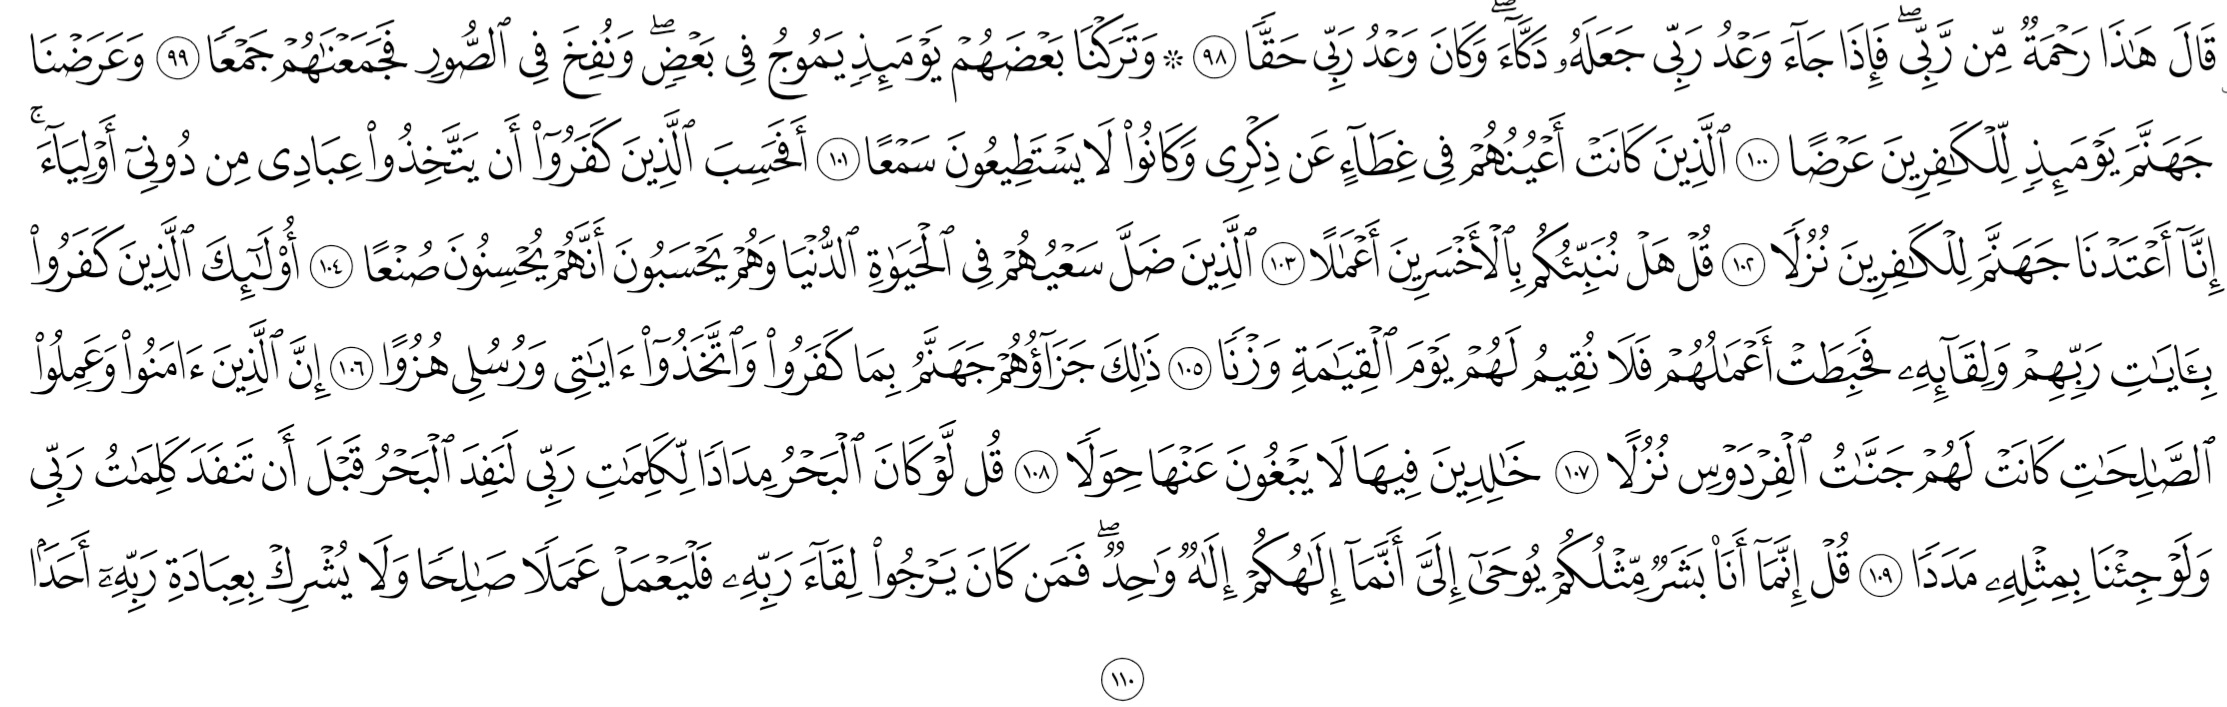 قَالَ هَـٰذَا رَحْمَةٌ مِّن رَّبِّي ۖ فَإِذَا جَآءَ وَعْدُ رَبِّي جَعَلَهُۥ دَكَّآءَ ۖ وَكَانَ وَعْدُ رَبِّي حَقًّا ٩٨ ۞ وَتَرَكْنَا بَعْضَهُمْ يَوْمَئِذٍ يَمُوجُ فِي بَعْضٍ ۖ وَنُفِخَ فِي ٱلصُّورِ فَجَمَعْنَـٰهُمْ جَمْعًا ٩٩ وَعَرَضْنَا
جَهَنَّمَ يَوْمَئِذٍ لِّلْكَـٰفِرِينَ عَرْضًا ١٠٠ ٱلَّذِينَ كَانَتْ أَعْيُنُهُمْ فِي غِطَآءٍ عَن ذِكْرِي وَكَانُوا۟ لَا يَسْتَطِيعُونَ سَمْعًا ١٠١ أَفَحَسِبَ ٱلَّذِينَ كَفَرُوٓا۟ أَن يَتَّخِذُوا۟ عِبَادِي مِن دُونِيٓ أَوْلِيَآءَ ۚ
إِنَّآ أَعْتَدْنَا جَهَنَّمَ لِلْكَـٰفِرِينَ نُزُلًا ١٠٢ قُلْ هَلْ نُنَبِّئُكُم بِٱلْأَخْسَرِينَ أَعْمَـٰلًا ١٠٣ ٱلَّذِينَ ضَلَّ سَعْيُهُمْ فِي ٱلْحَيَوٰةِ ٱلدُّنْيَا وَهُمْ يَحْسَبُونَ أَنَّهُمْ يُحْسِنُونَ صُنْعًا ١٠٤ أُو۟لَـٰٓئِكَ ٱلَّذِينَ كَفَرُوا۟
بِـَٔايَـٰتِ رَبِّهِمْ وَلِقَآئِهِۦ فَحَبِطَتْ أَعْمَـٰلُهُمْ فَلَا نُقِيمُ لَهُمْ يَوْمَ ٱلْقِيَـٰمَةِ وَزْنًا ١٠٥ ذَٰلِكَ جَزَآؤُهُمْ جَهَنَّمُ بِمَا كَفَرُوا۟ وَٱتَّخَذُوٓا۟ ءَايَـٰتِي وَرُسُلِي هُزُوًا ١٠٦ إِنَّ ٱلَّذِينَ ءَامَنُوا۟ وَعَمِلُوا۟
ٱلصَّـٰلِحَـٰتِ كَانَتْ لَهُمْ جَنَّـٰتُ ٱلْفِرْدَوْسِ نُزُلًا ١٠٧ خَـٰلِدِينَ فِيهَا لَا يَبْغُونَ عَنْهَا حِوَلًا ١٠٨ قُل لَّوْ كَانَ ٱلْبَحْرُ مِدَادًا لِّكَلِمَـٰتِ رَبِّي لَنَفِدَ ٱلْبَحْرُ قَبْلَ أَن تَنفَدَ كَلِمَـٰتُ رَبِّي
وَلَوْ جِئْنَا بِمِثْلِهِۦ مَدَدًا ١٠٩ قُلْ إِنَّمَآ أَنَا۠ بَشَرٌ مِّثْلُكُمْ يُوحَىٰٓ إِلَيَّ أَنَّمَآ إِلَـٰهُكُمْ إِلَـٰهٌ وَٰحِدٌ ۖ فَمَن كَانَ يَرْجُوا۟ لِقَآءَ رَبِّهِۦ فَلْيَعْمَلْ عَمَلًا صَـٰلِحًا وَلَا يُشْرِكْ بِعِبَادَةِ رَبِّهِۦٓ أَحَدًۢا
١١٠